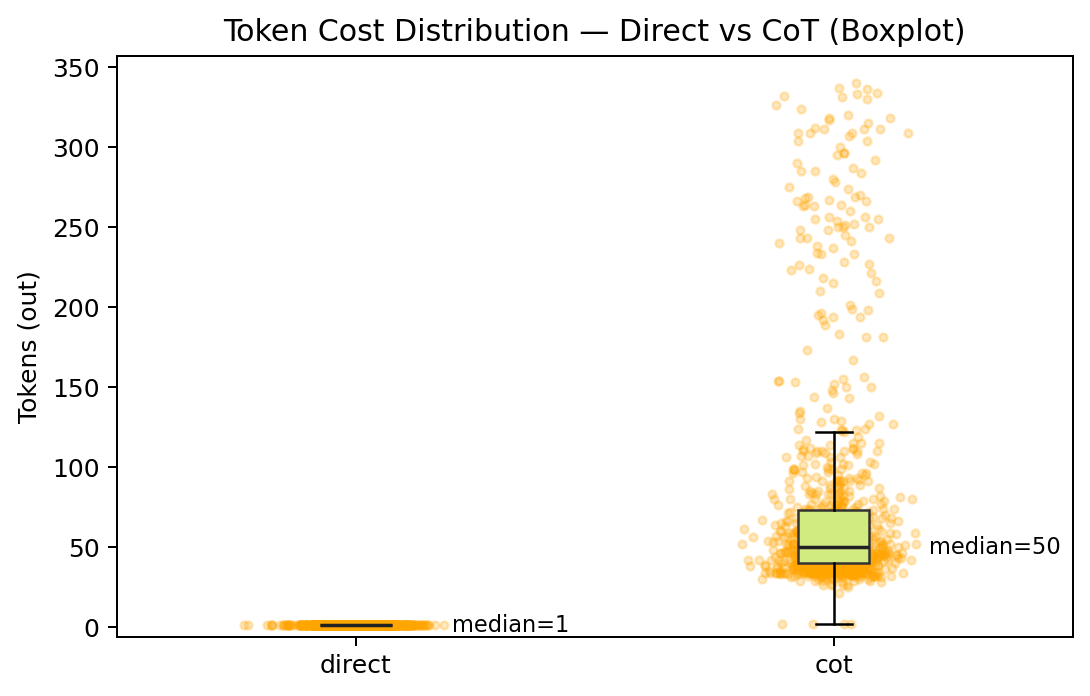 Token Cost Distribution — Direct vs CoT (Boxplot)
350
300
250
200
150
100
50
0
Tokens (out)
median=50
median=1
direct
cot